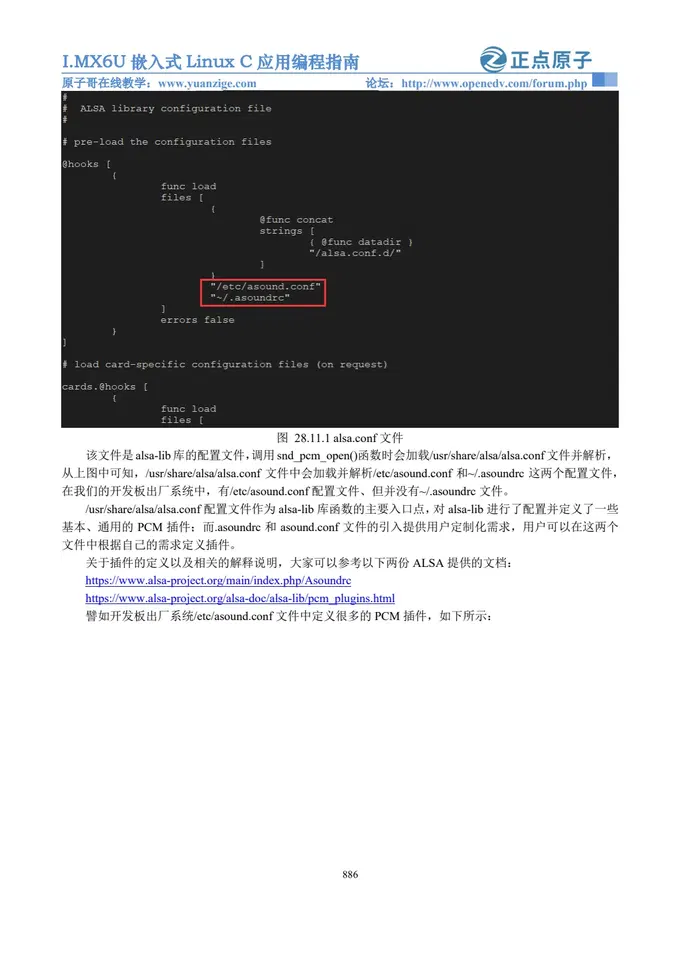 I.MX6U 嵌入式 Linux C 应用编程指南
正点原子
原子哥在线教学：www.yuanzige.com 论坛：http://www.openedv.com/forum.php
#
# ALSA library configuration file
#
# pre-load the configuration files
@hooks [
{
func load
files [
{
@func concat
strings [
{ @func datadir }
"/alsa.conf.d/"
]
}
"/etc/asound.conf"
"~/.asoundrc"
]
errors false
}
]
# load card-specific configuration files (on request)
cards.@hooks [
{
func load
files [
图 28.11.1 alsa.conf 文件
该文件是 alsa-lib 库的配置文件，调用 snd_pcm_open()函数时会加载/usr/share/alsa/alsa.conf 文件并解析，
从上图中可知，/usr/share/alsa/alsa.conf 文件中会加载并解析/etc/asound.conf 和~/.asoundrc 这两个配置文件，
在我们的开发板出厂系统中，有/etc/asound.conf 配置文件、但并没有~/.asoundrc 文件。
/usr/share/alsa/alsa.conf 配置文件作为 alsa-lib 库函数的主要入口点，对 alsa-lib 进行了配置并定义了一些
基本、通用的 PCM 插件；而.asoundrc 和 asound.conf 文件的引入提供用户定制化需求，用户可以在这两个
文件中根据自己的需求定义插件。
关于插件的定义以及相关的解释说明，大家可以参考以下两份 ALSA 提供的文档：
https://www.alsa-project.org/main/index.php/Asoundrc
https://www.alsa-project.org/alsa-doc/alsa-lib/pcm_plugins.html
譬如开发板出厂系统/etc/asound.conf 文件中定义很多的 PCM 插件，如下所示：
886